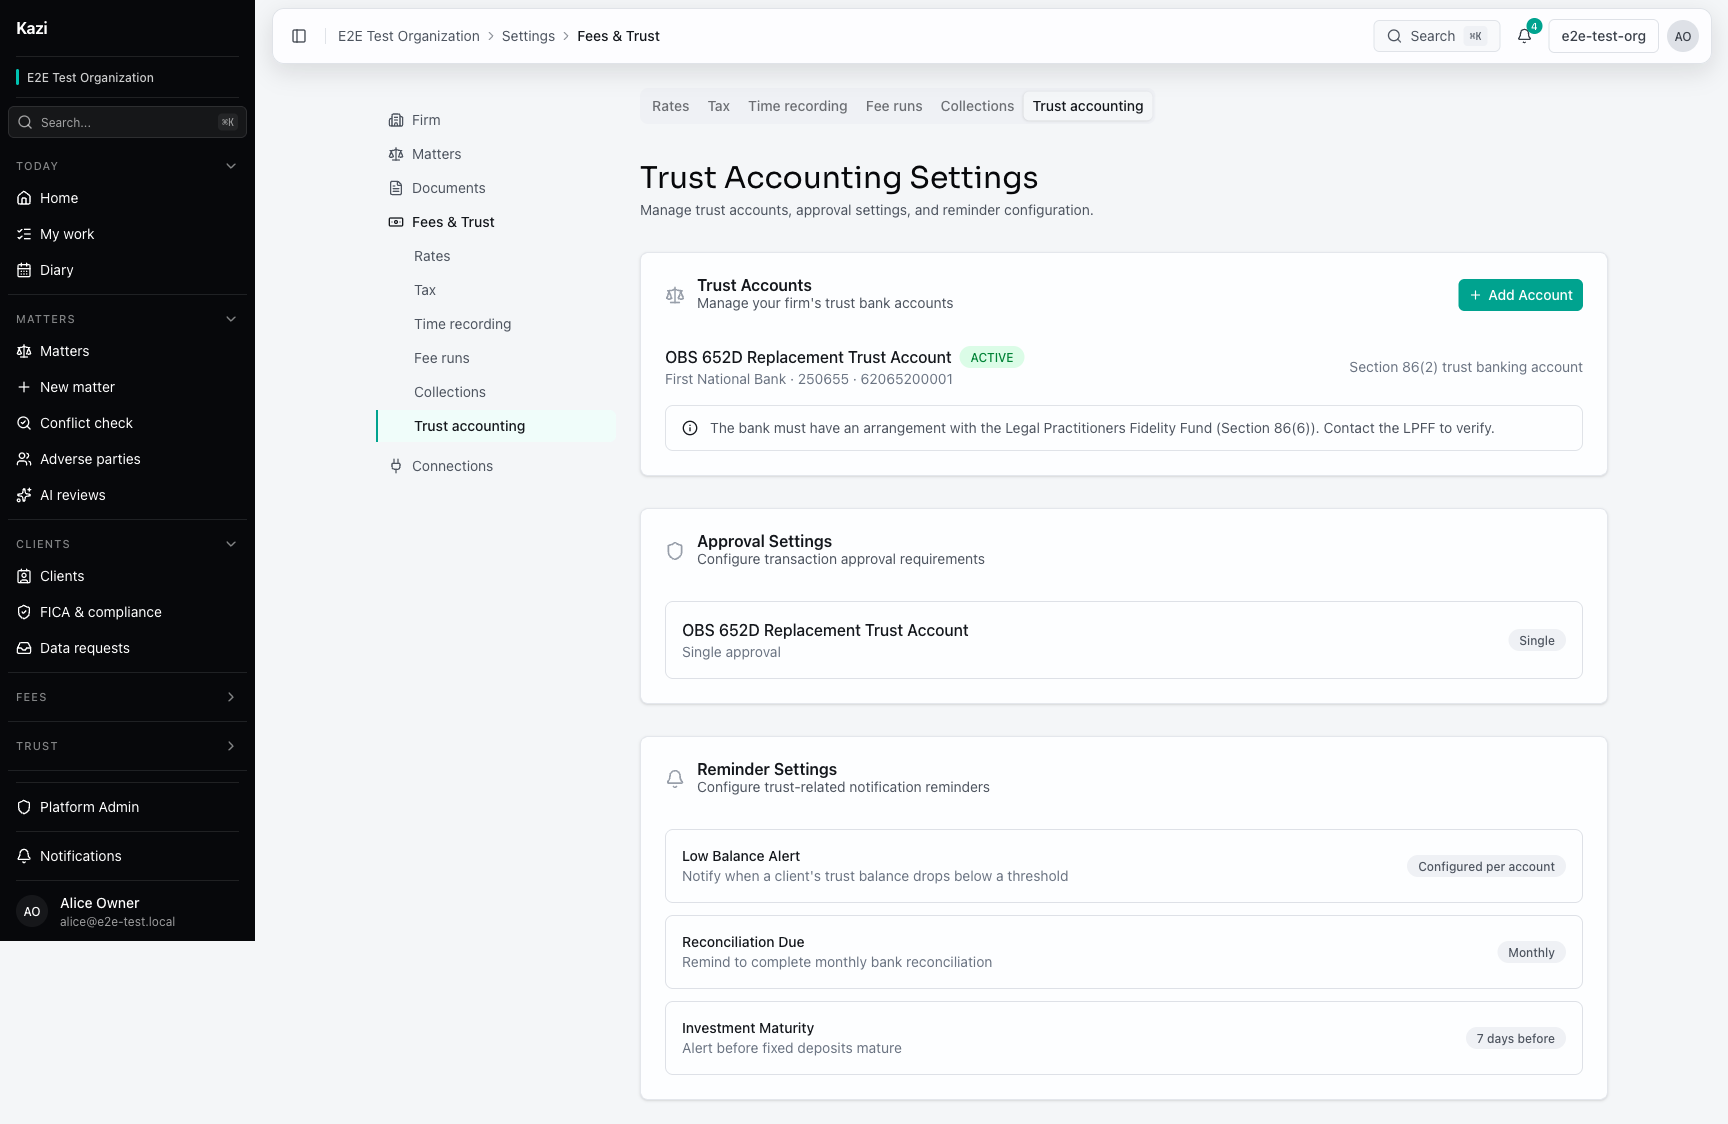 Kazi
E2E Test Organization
Search...
⌘K
TODAY
Home
My work
Diary
MATTERS
Matters
New matter
Conflict check
Adverse parties
AI reviews
CLIENTS
Clients
FICA & compliance
Data requests
FEES
TRUST
Platform Admin
Notifications
AO
Alice Owner
alice@e2e-test.local
E2E Test Organization
Settings
Fees & Trust
Search
⌘K
4
e2e-test-org
AO
Firm
Matters
Documents
Fees & Trust
Rates
Tax
Time recording
Fee runs
Collections
Trust accounting
Connections
Rates
Tax
Time recording
Fee runs
Collections
Trust accounting
Trust Accounting Settings
Manage trust accounts, approval settings, and reminder configuration.
Trust Accounts
Manage your firm's trust bank accounts
Add Account
OBS 652D Replacement Trust Account
ACTIVE
First National Bank · 250655 · 62065200001
Section 86(2) trust banking account
The bank must have an arrangement with the Legal Practitioners Fidelity Fund (Section 86(6)). Contact the LPFF to verify.
Approval Settings
Configure transaction approval requirements
OBS 652D Replacement Trust Account
Single approval
Single
Reminder Settings
Configure trust-related notification reminders
Low Balance Alert
Notify when a client's trust balance drops below a threshold
Configured per account
Reconciliation Due
Remind to complete monthly bank reconciliation
Monthly
Investment Maturity
Alert before fixed deposits mature
7 days before